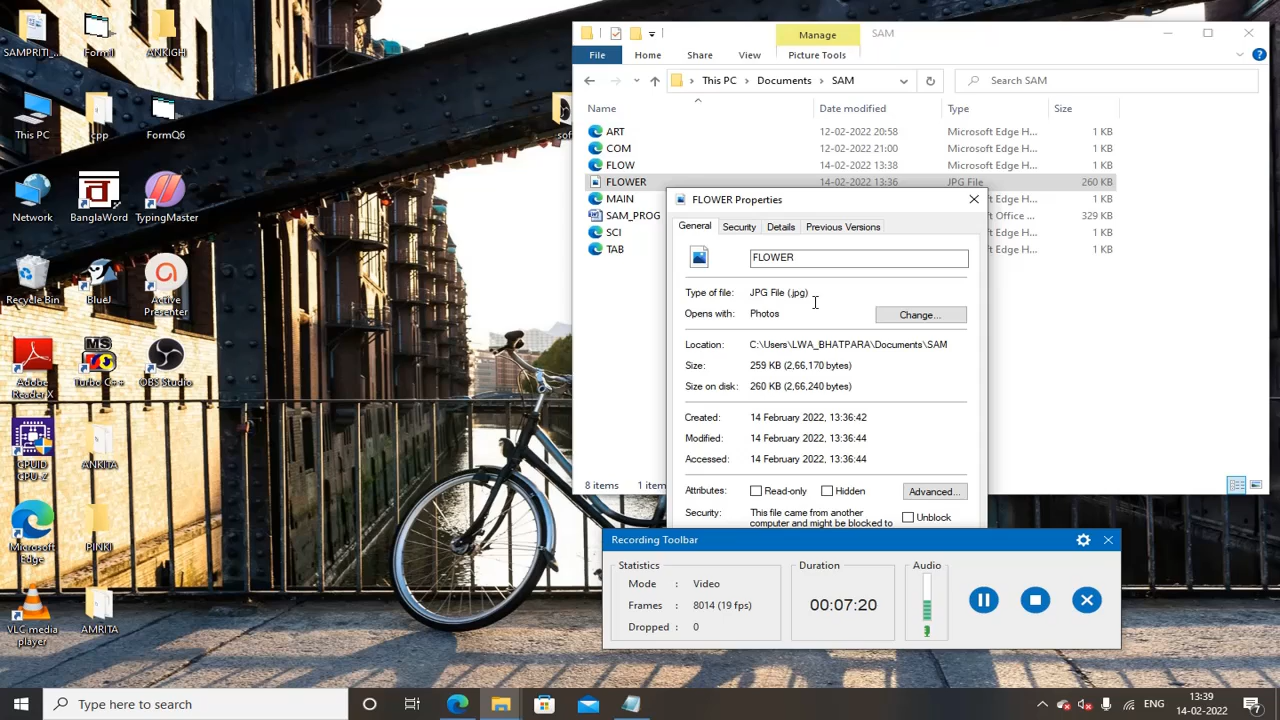 SAMPRITI_...
Form1
ANKIGH
This PC
cpp
FormQ6
Network
BanglaWord
TypingMaster
Recycle Bin
BlueJ
Active
Presenter
Adobe
Reader X
Turbo C++
OBS Studio
CPUID
CPU-Z
ANKITA
Microsoft
Edge
PINKI
VLC media
player
AMRITA
sof
Manage
SAM
File
Home
Share
View
Picture Tools
This PC > Documents > SAM
Search SAM
Name
Date modified
Type
Size
ART 12-02-2022 20:58 Microsoft Edge H... 1 KB
COM 12-02-2022 21:00 Microsoft Edge H... 1 KB
FLOW 14-02-2022 13:38 Microsoft Edge H... 1 KB
FLOWER 14-02-2022 13:36 JPG File 260 KB
MAIN 1 KB
SAM_PROG 329 KB
SCI 1 KB
TAB 1 KB
8 items
FLOWER Properties
General
Security
Details
Previous Versions
FLOWER
Type of file: JPG File (.jpg)
Opens with: Photos
Change...
Location: C:\Users\LWA_BHATPARA\Documents\SAM
Size: 259 KB (2,66,170 bytes)
Size on disk: 260 KB (2,66,240 bytes)
Created: 14 February 2022, 13:36:42
Modified: 14 February 2022, 13:36:44
Accessed: 14 February 2022, 13:36:44
Attributes: Read-only Hidden
Advanced...
Security: This file came from another
computer and might be blocked to
Unblock
Recording Toolbar
Statistics
Mode : Video
Frames : 8014 (19 fps)
Dropped : 0
Duration
00:07:20
Audio
Type here to search
13:39
14-02-2022
7